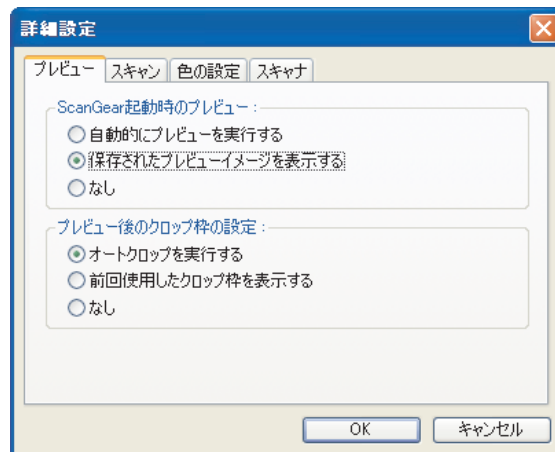 詳細設定
プレビュー スキャン 色の設定 スキャナ
ScanGear起動時のプレビュー：
自動的にプレビューを実行する
保存されたプレビューイメージを表示する
なし
プレビュー後のクロップ枠の設定：
オートクロップを実行する
前回使用したクロップ枠を表示する
なし
OK キャンセル